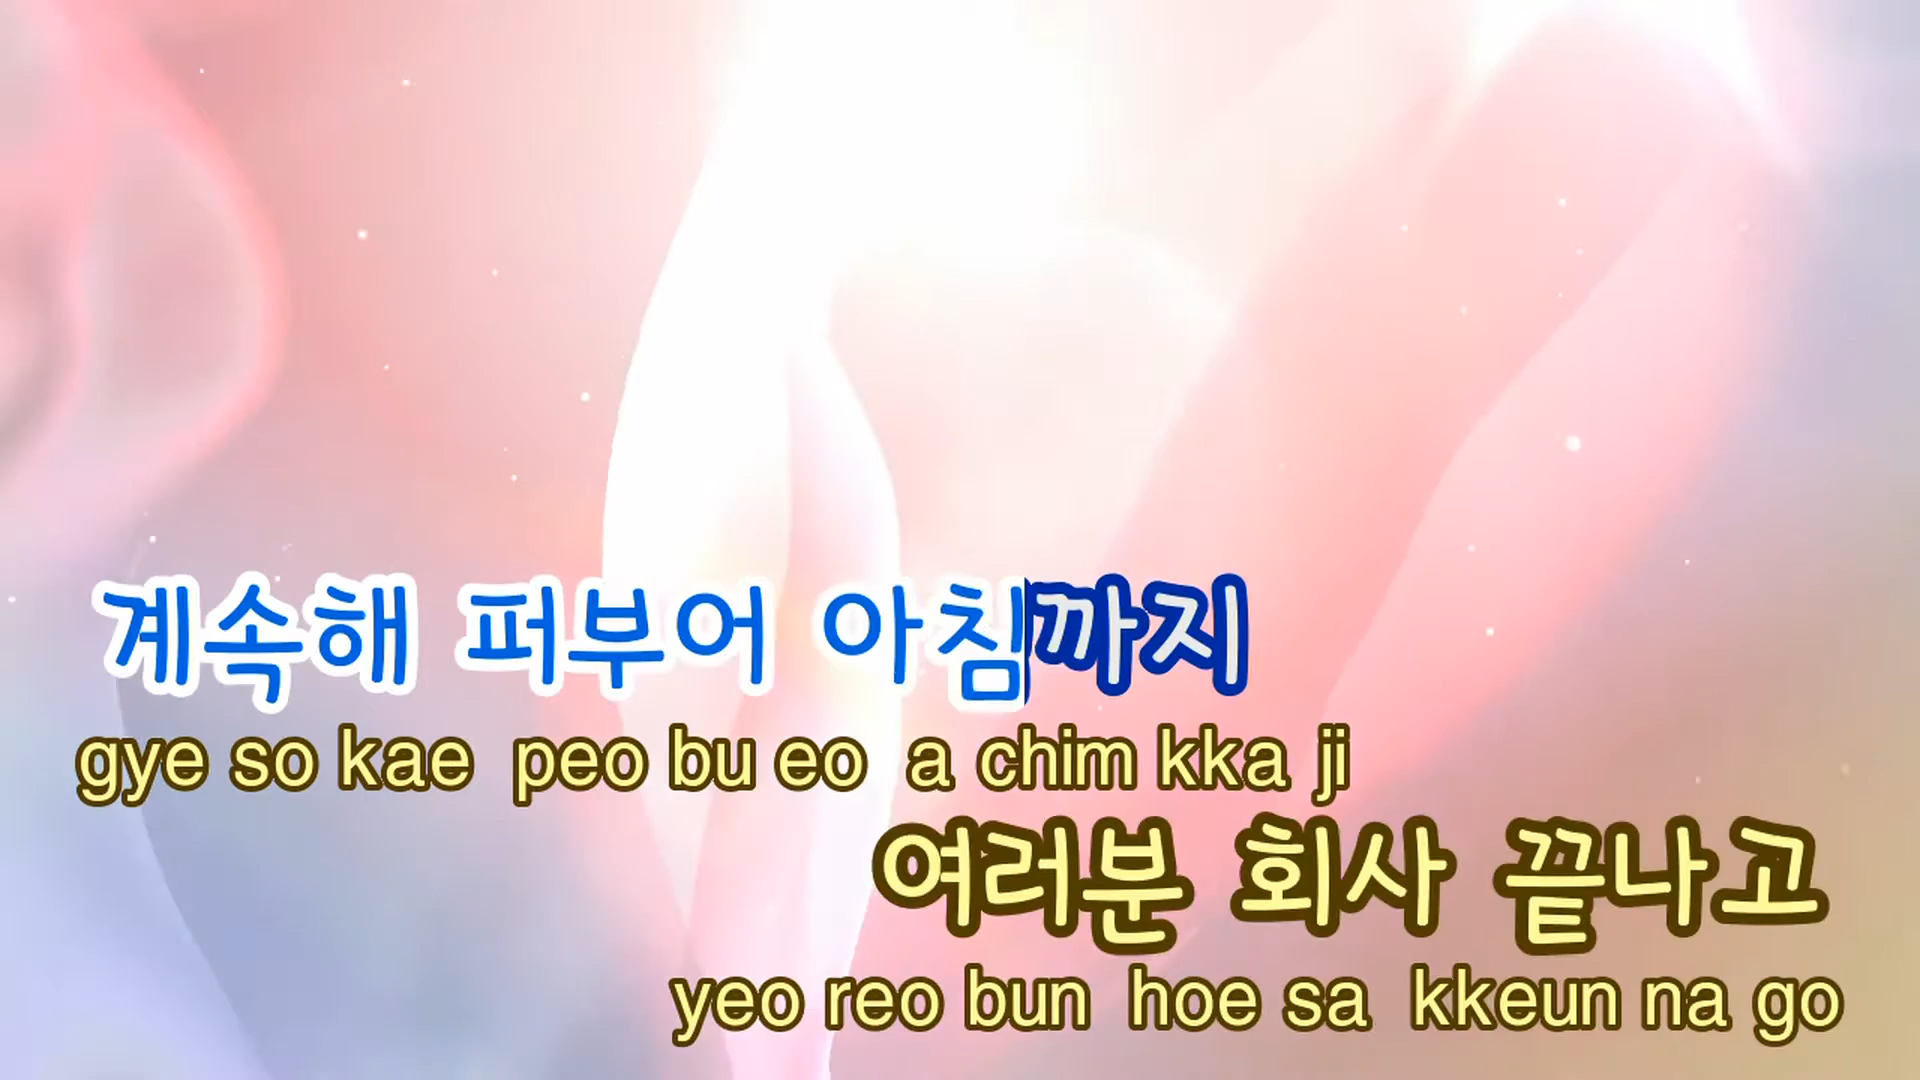 계속해 퍼부어 아침까지
gye so kae peo bu eo a chim kka ji
여러분 회사 끝나고
yeo reo bun hoe sa kkeun na go